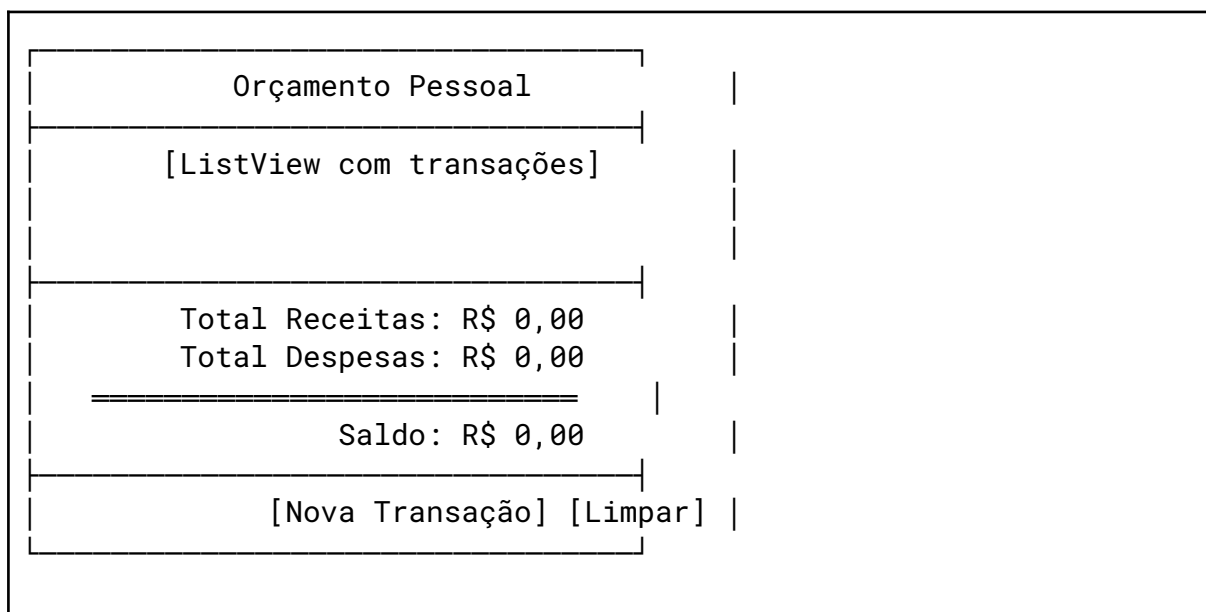 Orçamento Pessoal
[ListView com transações]
Total Receitas: R$ 0,00
Total Despesas: R$ 0,00
Saldo: R$ 0,00
[Nova Transação] [Limpar]